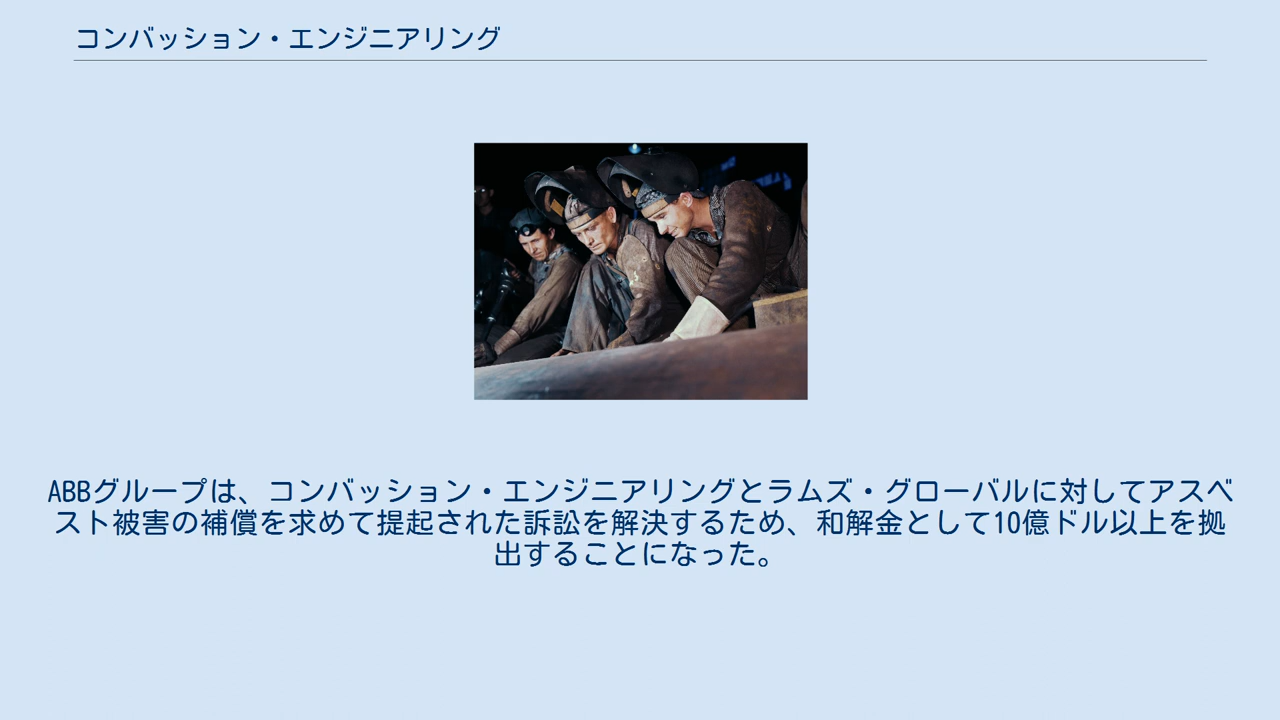 コンバッション・エンジニアリング
ABBグループは、コンバッション・エンジニアリングとラムズ・グローバルに対してアスベ
スト被害の補償を求めて提起された訴訟を解決するため、和解金として10億ドル以上を拠
出することになった。